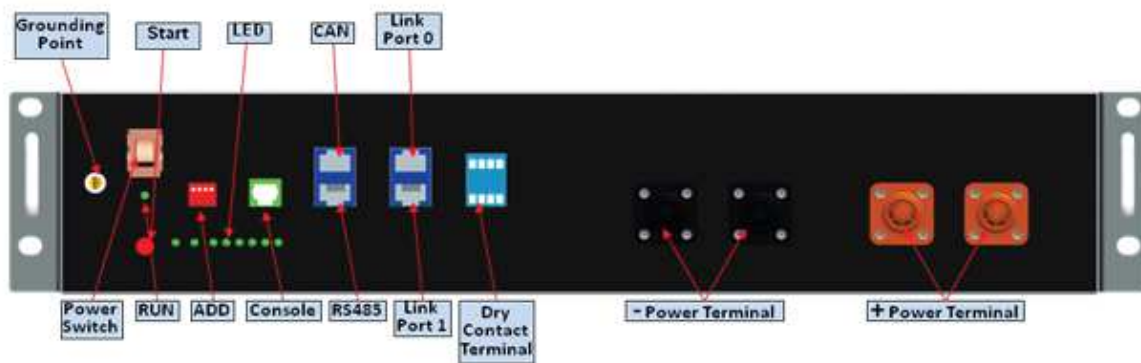 Grounding
Point
Start
LED
CAN
Link
Port 0
Power
Switch
RUN
ADD
Console
RS485
Link
Port 1
Dry
Contact
Terminal
- Power Terminal
+ Power Terminal